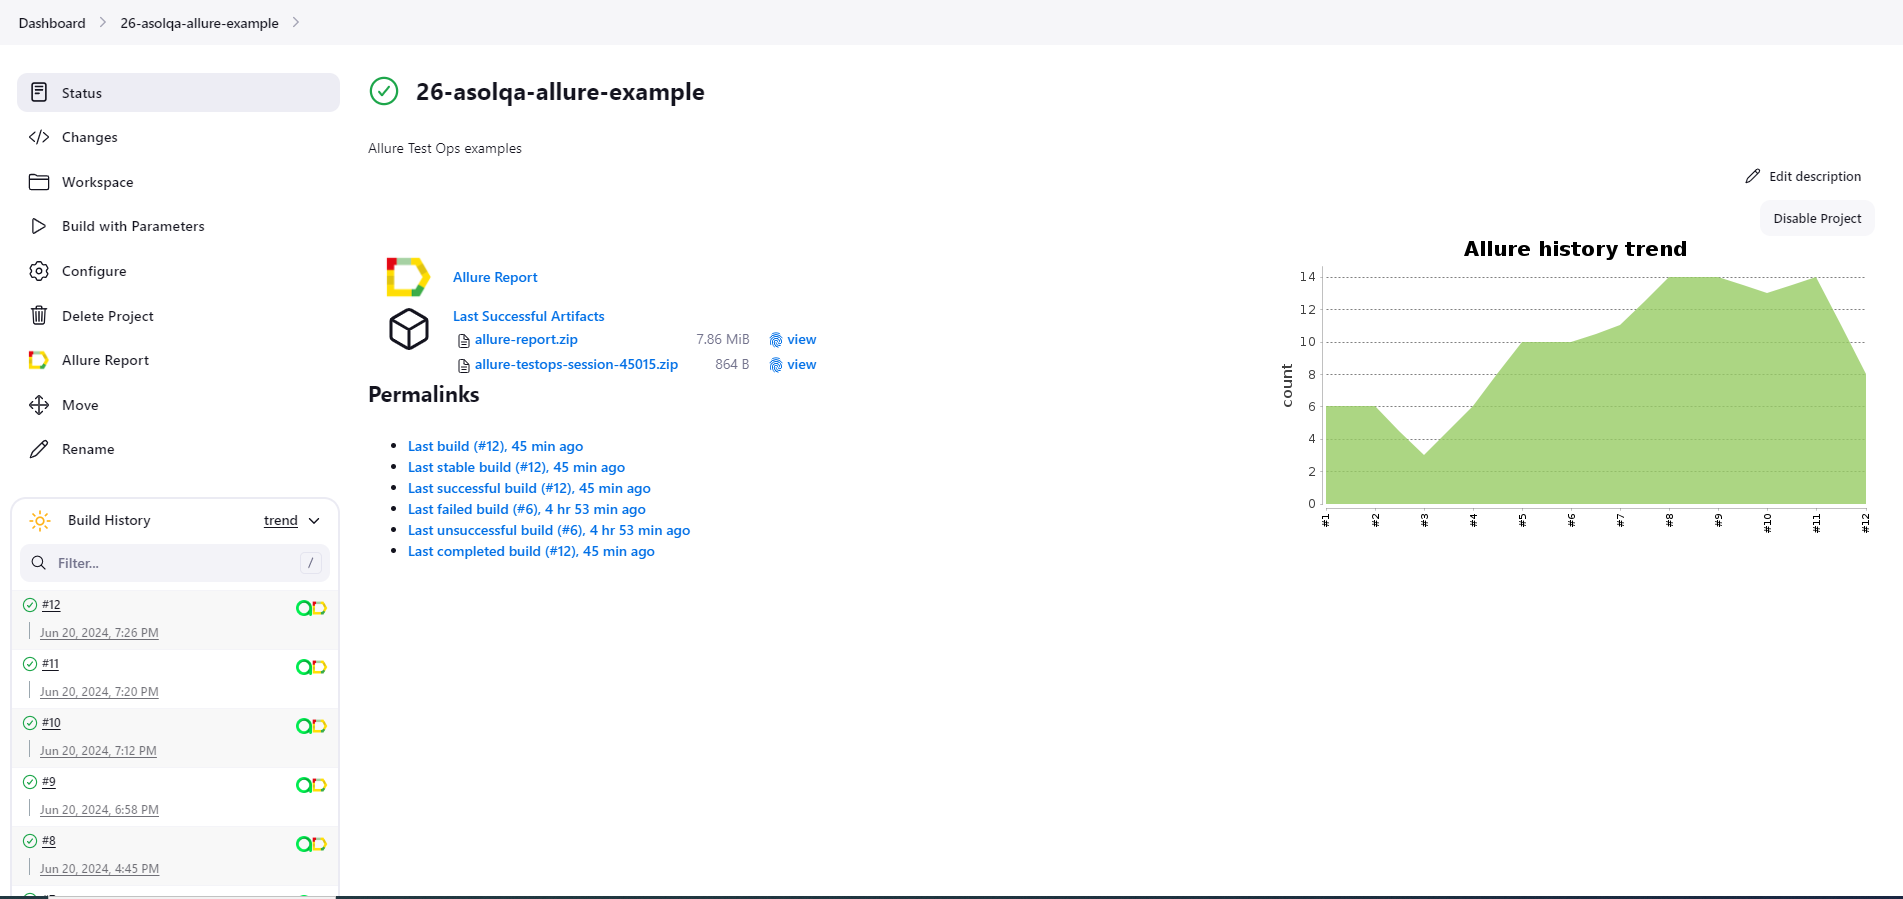 Dashboard
26-asolqa-allure-example
Status
Changes
Workspace
Build with Parameters
Configure
Delete Project
Allure Report
Move
Rename
Build History
trend
Filter...
/
#12
Jun 20, 2024, 7:26 PM
#11
Jun 20, 2024, 7:20 PM
#10
Jun 20, 2024, 7:12 PM
#9
Jun 20, 2024, 6:58 PM
#8
Jun 20, 2024, 4:45 PM
26-asolqa-allure-example
Allure Test Ops examples
Edit description
Disable Project
Allure Report
Last Successful Artifacts
allure-report.zip 7.86 MiB view
allure-testops-session-45015.zip 864 B view
Permalinks
Last build (#12), 45 min ago
Last stable build (#12), 45 min ago
Last successful build (#12), 45 min ago
Last failed build (#6), 4 hr 53 min ago
Last unsuccessful build (#6), 4 hr 53 min ago
Last completed build (#12), 45 min ago
Allure history trend
count
14
12
10
8
6
4
2
0
#1 #2 #3 #4 #5 #6 #7 #8 #9 #10 #11 #12